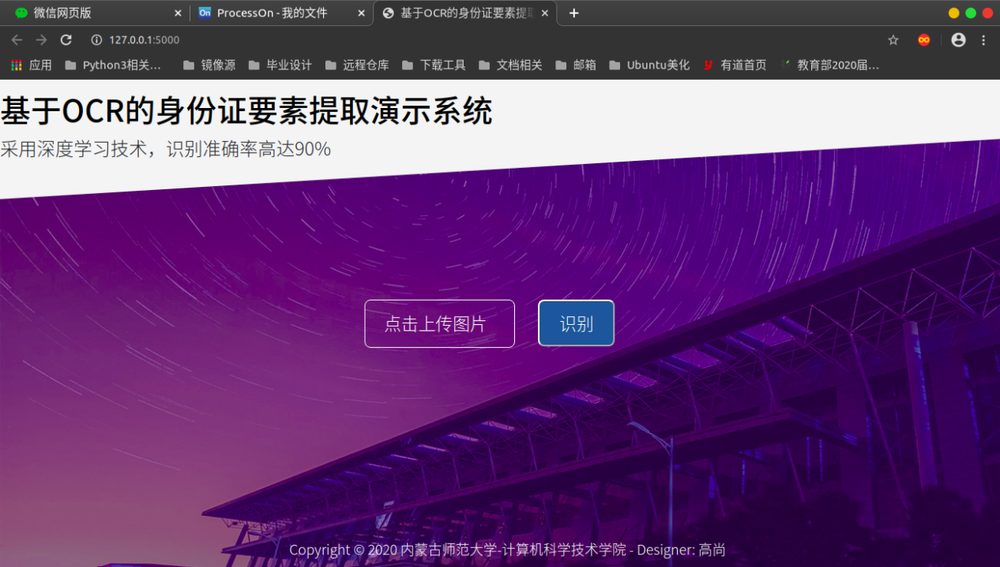 微信网页版
On ProcessOn - 我的文件
基于OCR的身份证要素提取
127.0.0.1:5000
应用 Python3相关… 镜像源 毕业设计 远程仓库 下载工具 文档相关 邮箱 Ubuntu美化 y 有道首页 教育部2020届…
基于OCR的身份证要素提取演示系统
采用深度学习技术，识别准确率高达90%
点击上传图片 识别
Copyright © 2020 内蒙古师范大学-计算机科学技术学院 - Designer: 高尚